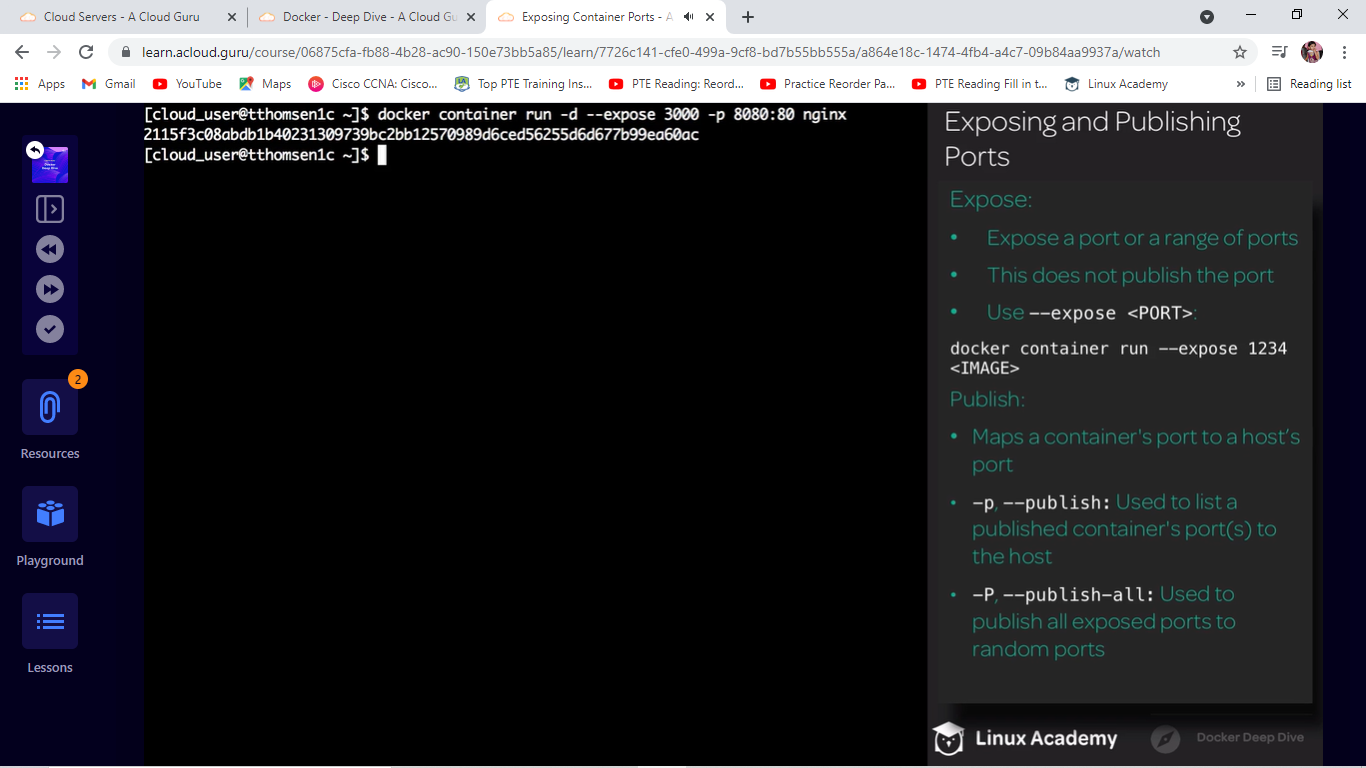 Cloud Servers - A Cloud Guru
Docker - Deep Dive - A Cloud Gu
Exposing Container Ports - A
learn.acloud.guru/course/06875cfa-fb88-4b28-ac90-150e73bb5a85/learn/7726c141-cfe0-499a-9cf8-bd7b55bb555a/a864e18c-1474-4fb4-a4c7-09b84aa9937a/watch
Apps
Gmail
YouTube
Maps
Cisco CCNA: Cisco...
Top PTE Training Ins...
PTE Reading: Reord...
Practice Reorder Pa...
PTE Reading Fill in t...
Linux Academy
»
Reading list
Docker
Deep Dive
2
Resources
Playground
Lessons
[cloud_user@tthomsen1c ~]$ docker container run -d --expose 3000 -p 8080:80 nginx
2115f3c08abdb1b40231309739bc2bb12570989d6ced56255d6d677b99ea60ac
[cloud_user@tthomsen1c ~]$
Exposing and Publishing
Ports
Expose:
• Expose a port or a range of ports
• This does not publish the port
• Use --expose <PORT>:
docker container run --expose 1234
<IMAGE>
Publish:
• Maps a container's port to a host's
port
• -p, --publish: Used to list a
published container's port(s) to
the host
• -P, --publish-all: Used to
publish all exposed ports to
random ports
Linux Academy
Docker Deep Dive